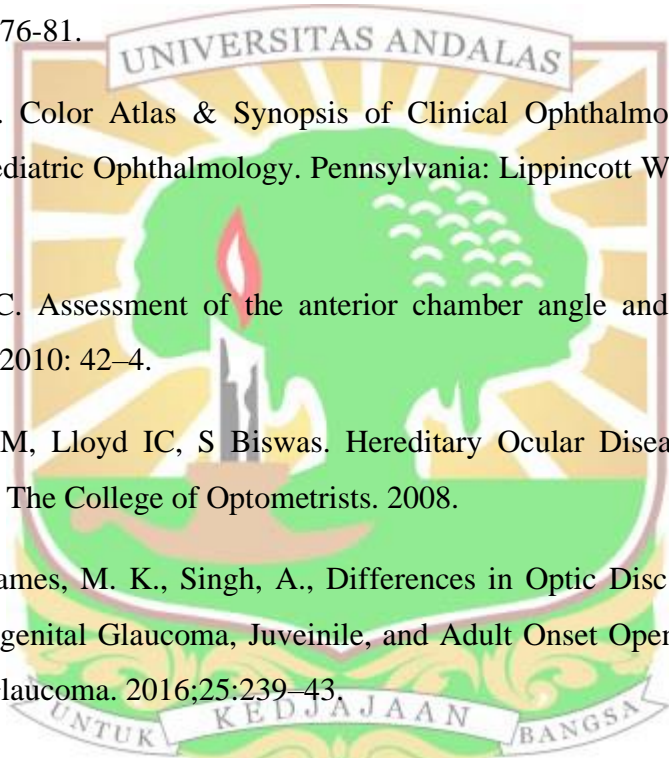 76-81.
UNIVERSITAS ANDALAS
. Color Atlas & Synopsis of Clinical Ophthalmo
ediatric Ophthalmology. Pennsylvania: Lippincott W
C. Assessment of the anterior chamber angle and
2010: 42–4.
M, Lloyd IC, S Biswas. Hereditary Ocular Disea
The College of Optometrists. 2008.
ames, M. K., Singh, A., Differences in Optic Disc
genital Glaucoma, Juveinile, and Adult Onset Open
laucoma. 2016;25:239–43.
UNTUK KEDJAJAAN BANGSA